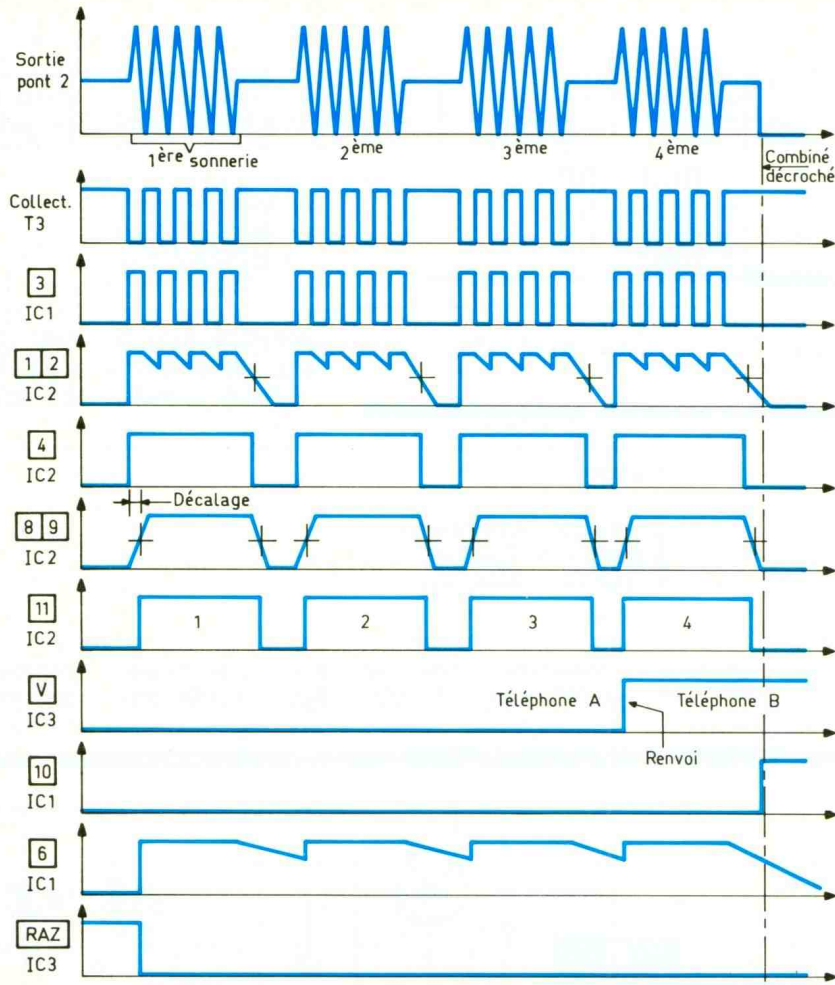 Sortie
pont 2
1ère sonnerie
2ème
3ème
4ème
Combiné
décroché
Collect.
T3
3
IC1
1 2
IC2
4
IC2
Décalage
8 9
IC2
11
IC2
1
2
3
4
V
IC3
Téléphone A
Téléphone B
Renvoi
10
IC1
6
IC1
RAZ
IC3